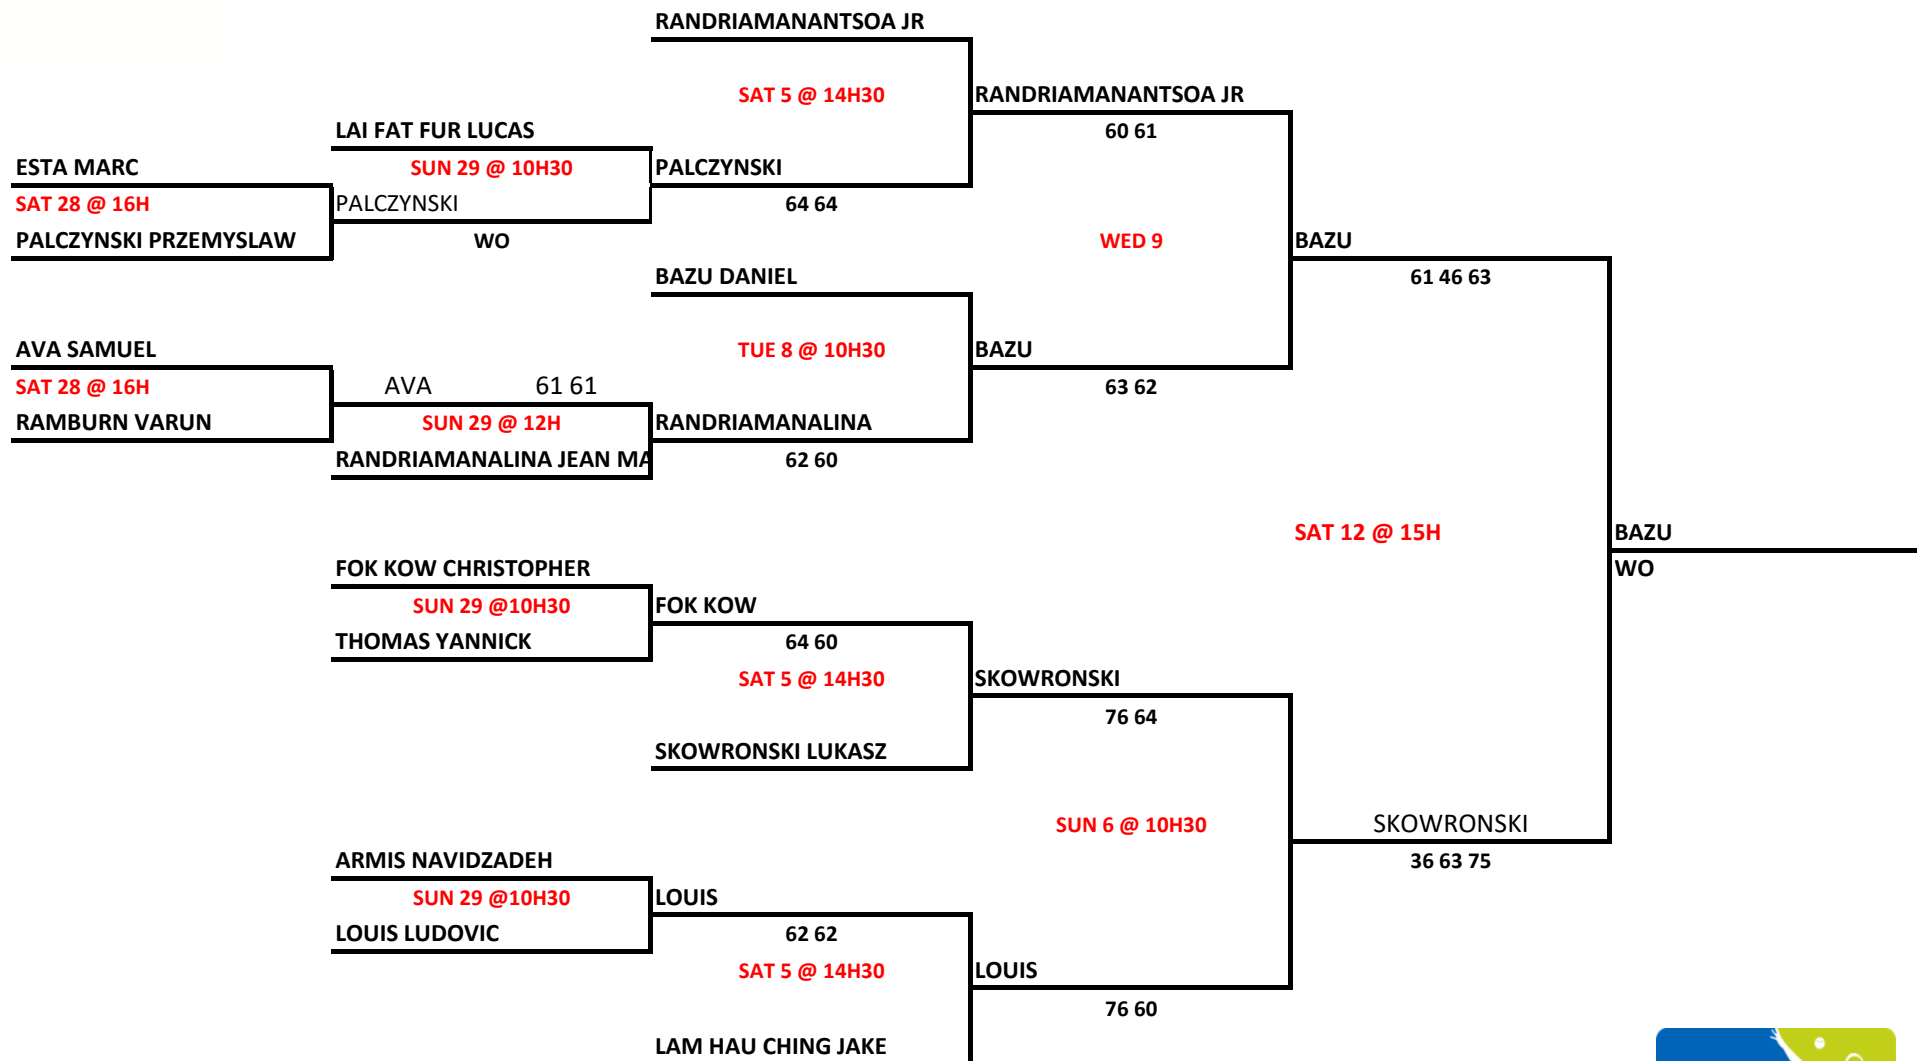 RANDRIAMANANTSOA JR
SAT 5 @ 14H30
RANDRIAMANANTSOA JR
LAI FAT FUR LUCAS
60 61
ESTA MARC
SUN 29 @ 10H30
PALCZYNSKI
SAT 28 @ 16H
PALCZYNSKI
64 64
PALCZYNSKI PRZEMYSLAW
WO
WED 9
BAZU
BAZU DANIEL
61 46 63
AVA SAMUEL
TUE 8 @ 10H30
BAZU
SAT 28 @ 16H
AVA 61 61
63 62
RAMBURN VARUN
SUN 29 @ 12H
RANDRIAMANALINA
RANDRIAMANALINA JEAN MA
62 60
SAT 12 @ 15H
BAZU
FOK KOW CHRISTOPHER
WO
SUN 29 @10H30
FOK KOW
THOMAS YANNICK
64 60
SAT 5 @ 14H30
SKOWRONSKI
76 64
SKOWRONSKI LUKASZ
SUN 6 @ 10H30
SKOWRONSKI
ARMIS NAVIDZADEH
36 63 75
SUN 29 @10H30
LOUIS
LOUIS LUDOVIC
62 62
SAT 5 @ 14H30
LOUIS
76 60
LAM HAU CHING JAKE